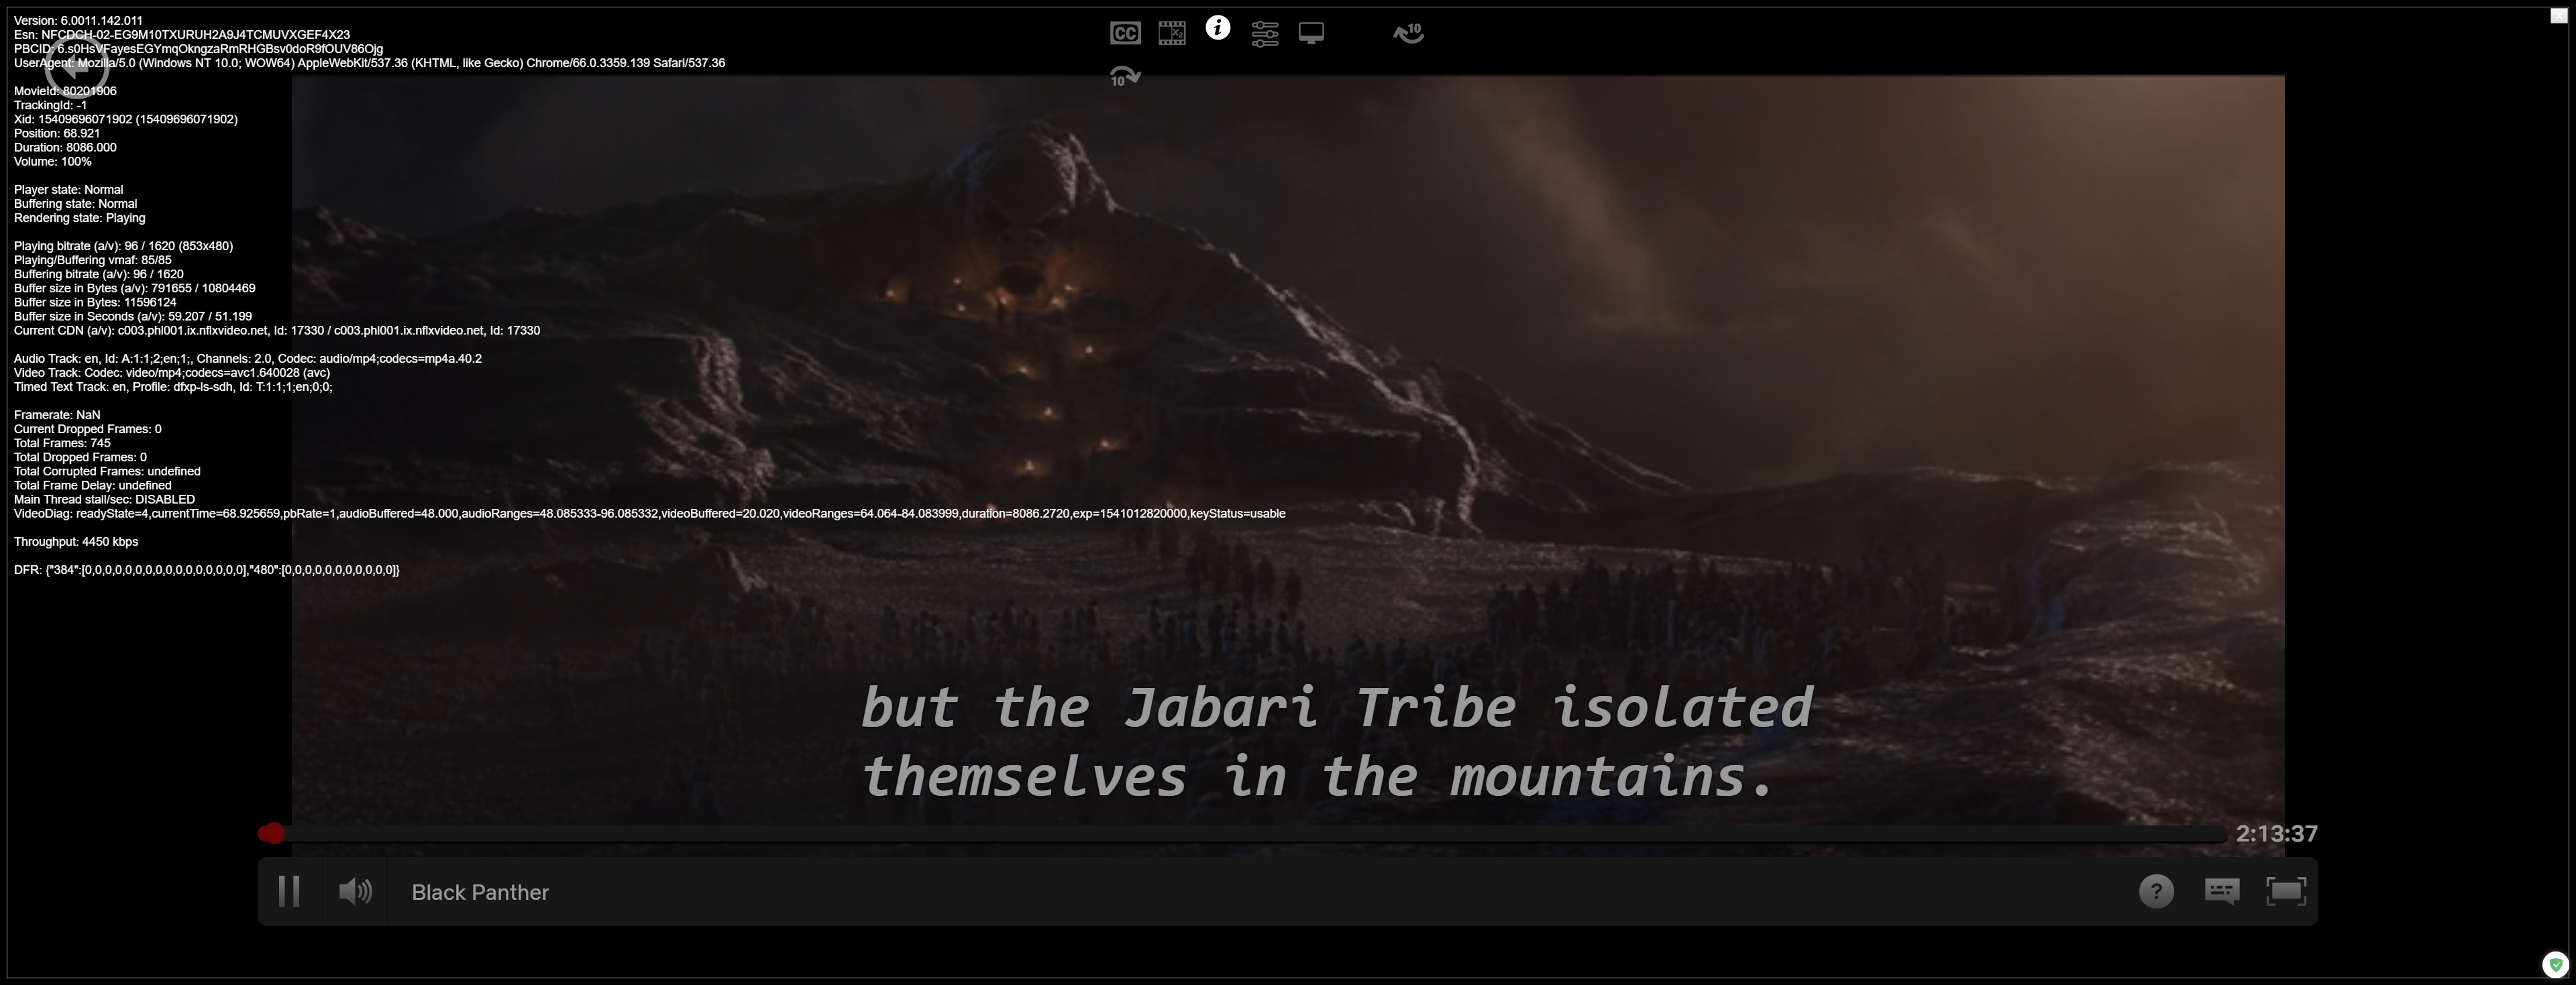 Version: 6.0011.142.011
Esn: NFCDCH-02-EG9M10TXURUH2A9J4TCMUVXGEF4X23
PBCID: 6.s0HsVFayesEGYmqOkngzaRmRHGBsv0doR9fOUV86Ojg
UserAgent: Mozilla/5.0 (Windows NT 10.0; WOW64) AppleWebKit/537.36 (KHTML, like Gecko) Chrome/66.0.3359.139 Safari/537.36
MovieId: 80201906
TrackingId: -1
Xid: 15409696071902 (15409696071902)
Position: 68.921
Duration: 8086.000
Volume: 100%
Player state: Normal
Buffering state: Normal
Rendering state: Playing
Playing bitrate (a/v): 96 / 1620 (853x480)
Playing/Buffering vmaf: 85/85
Buffering bitrate (a/v): 96 / 1620
Buffer size in Bytes (a/v): 791655 / 10804469
Buffer size in Bytes: 11596124
Buffer size in Seconds (a/v): 59.207 / 51.199
Current CDN (a/v): c003.phl001.ix.nflxvideo.net, Id: 17330 / c003.phl001.ix.nflxvideo.net, Id: 17330
Audio Track: en, Id: A:1:1;2;en;1;, Channels: 2.0, Codec: audio/mp4;codecs=mp4a.40.2
Video Track: Codec: video/mp4;codecs=avc1.640028 (avc)
Timed Text Track: en, Profile: dfxp-ls-sdh, Id: T:1:1;1;en;0;0;
Framerate: NaN
Current Dropped Frames: 0
Total Frames: 745
Total Dropped Frames: 0
Total Corrupted Frames: undefined
Total Frame Delay: undefined
Main Thread stall/sec: DISABLED
VideoDiag: readyState=4,currentTime=68.925659,pbRate=1,audioBuffered=48.000,audioRanges=48.085333-96.085332,videoBuffered=20.020,videoRanges=64.064-84.083999,duration=8086.2720,exp=1541012820000,keyStatus=usable
Throughput: 4450 kbps
DFR: {"384":[0,0,0,0,0,0,0,0,0,0,0,0,0,0,0,0],"480":[0,0,0,0,0,0,0,0,0,0,0]}
CC
X2
i
10
10
but the Jabari Tribe isolated
themselves in the mountains.
2:13:37
Black Panther
?